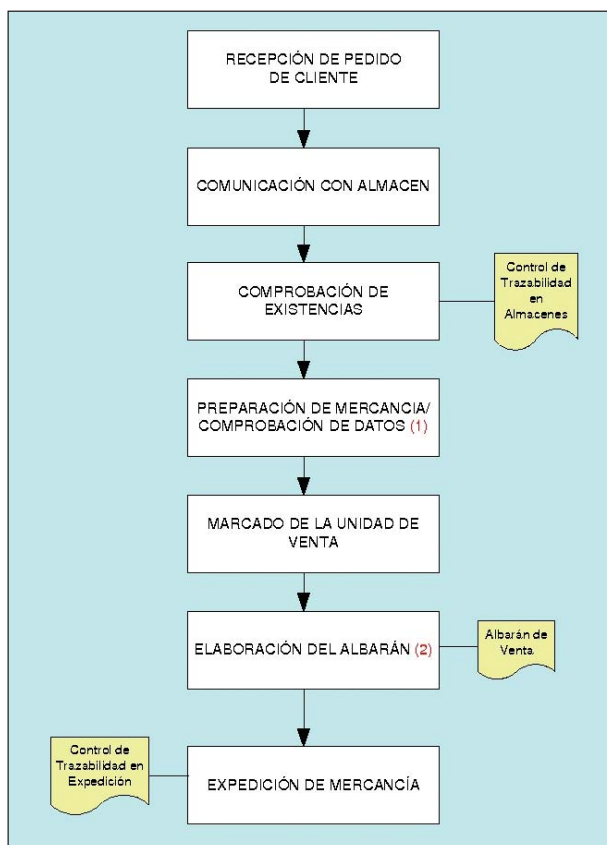 RECEPCIÓN DE PEDIDO
DE CLIENTE
COMUNICACIÓN CON ALMACEN
COMPROBACIÓN DE
EXISTENCIAS
Control de
Trazabilidad
en
Almacenes
PREPARACIÓN DE MERCANCIA/
COMPROBACIÓN DE DATOS (1)
MARCADO DE LA UNIDAD DE
VENTA
ELABORACIÓN DEL ALBARÁN (2)
Albarán de
Venta
Control de
Trazabilidad en
Expedición
EXPEDICIÓN DE MERCANCÍA